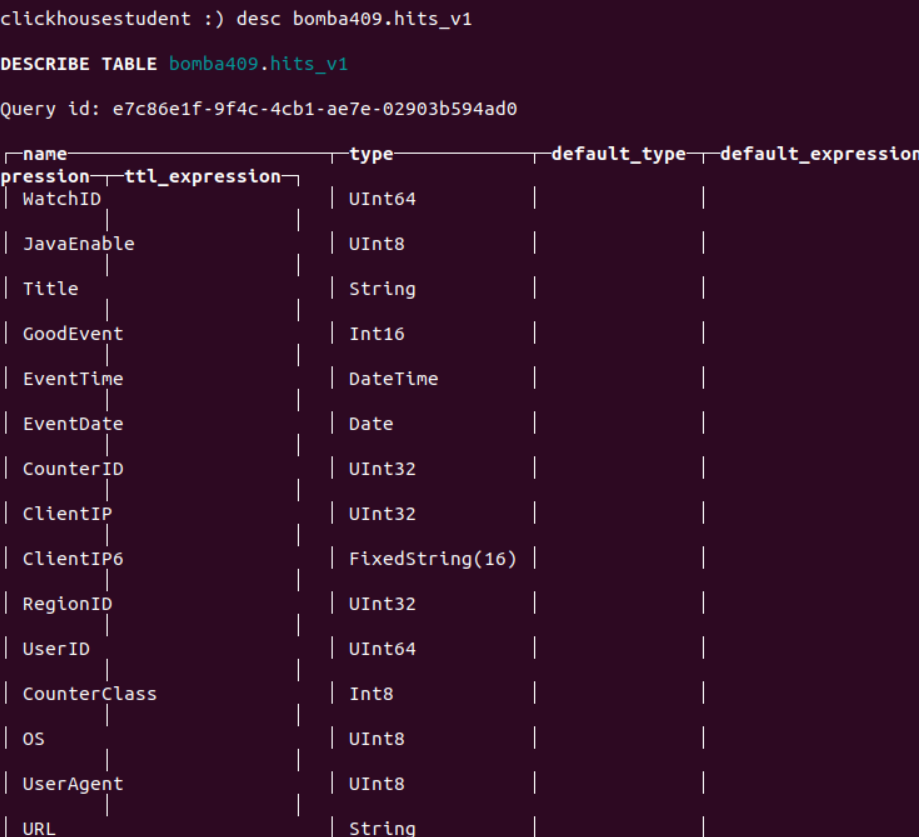 clickhousestudent :) desc bomba409.hits_v1
DESCRIBE TABLE bomba409.hits_v1
Query id: e7c86e1f-9f4c-4cb1-ae7e-02903b594ad0
name type default_type default_expression
pression ttl_expression
WatchID UInt64
JavaEnable UInt8
Title String
GoodEvent Int16
EventTime DateTime
EventDate Date
CounterID UInt32
ClientIP UInt32
ClientIP6 FixedString(16)
RegionID UInt32
UserID UInt64
CounterClass Int8
OS UInt8
UserAgent UInt8
URL String